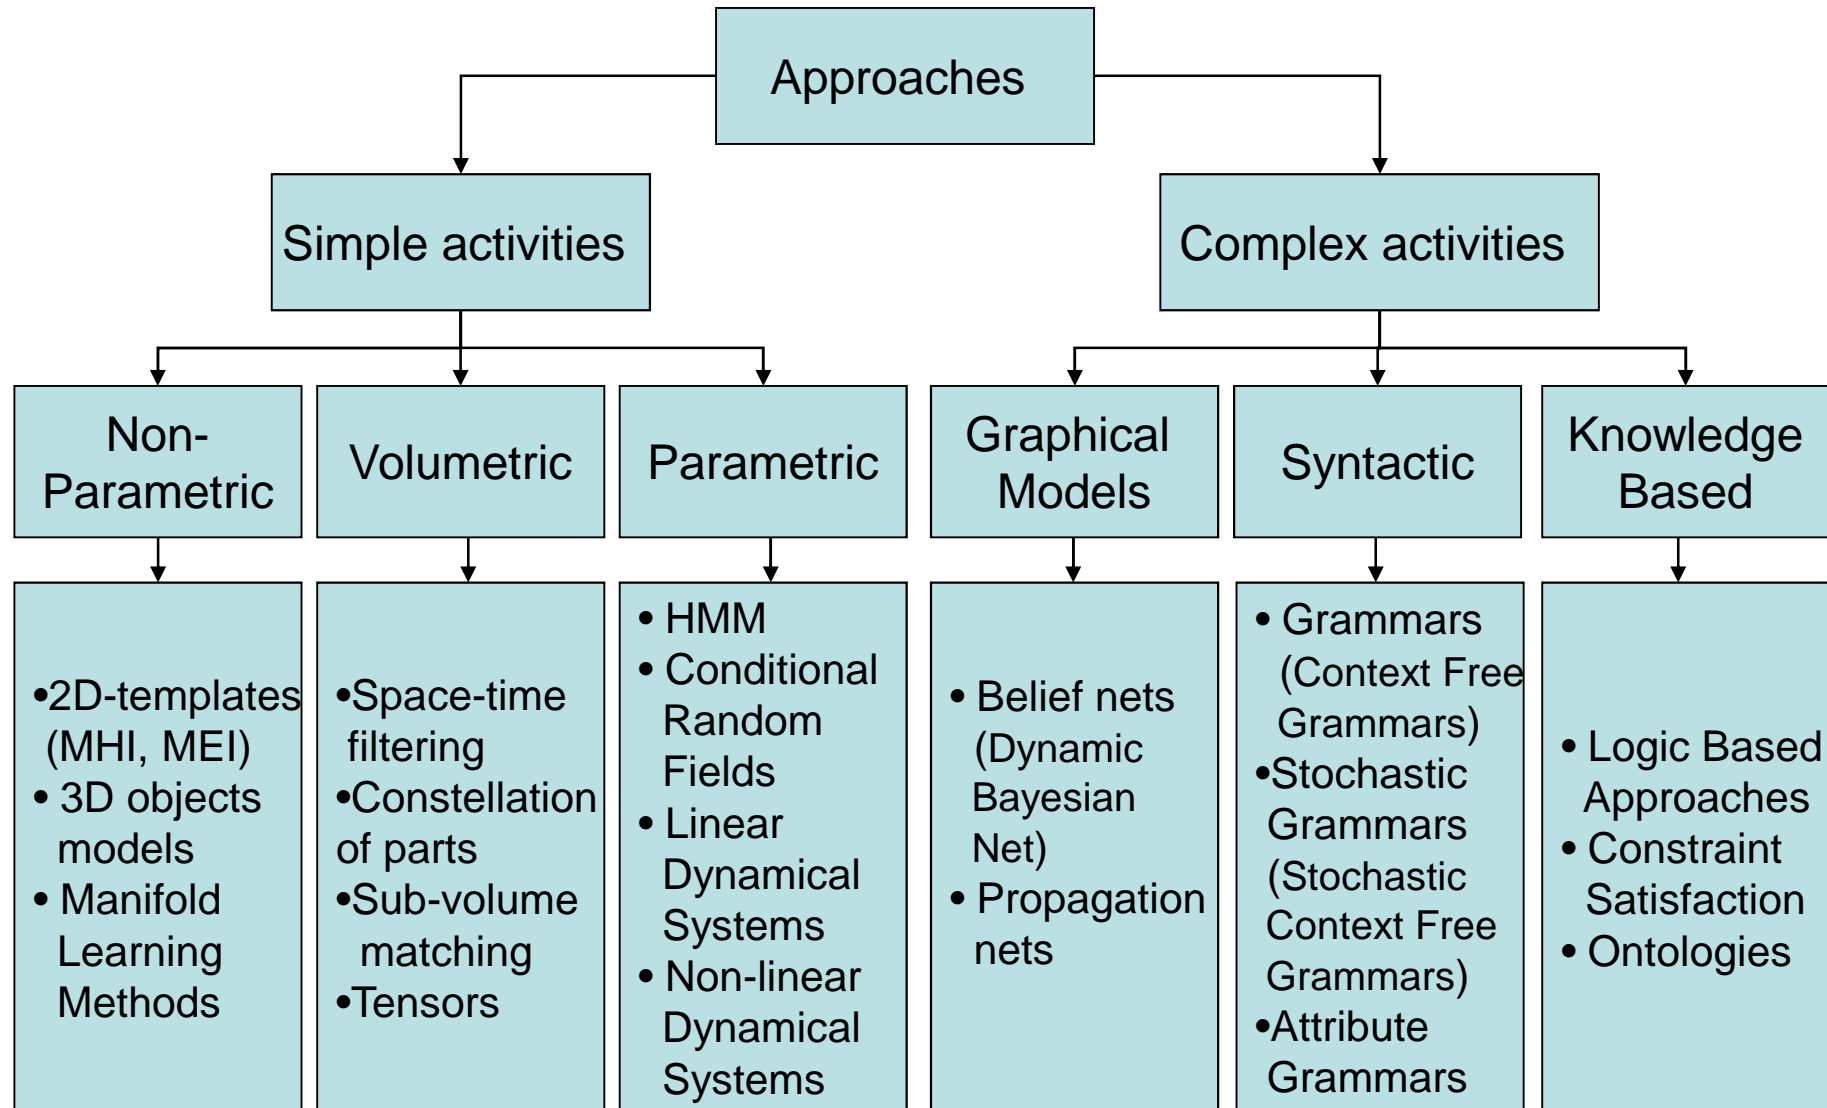 Approaches
Simple activities
Complex activities
Non-
Parametric
Volumetric
Parametric
Graphical
Models
Syntactic
Knowledge
Based
•2D-templates
(MHI, MEI)
• 3D objects
models
• Manifold
Learning
Methods
•Space-time
filtering
•Constellation
of parts
•Sub-volume
matching
•Tensors
• HMM
• Conditional
Random
Fields
• Linear
Dynamical
Systems
• Non-linear
Dynamical
Systems
• Belief nets
(Dynamic
Bayesian
Net)
• Propagation
nets
• Grammars
(Context Free
Grammars)
•Stochastic
Grammars
(Stochastic
Context Free
Grammars)
•Attribute
Grammars
• Logic Based
Approaches
• Constraint
Satisfaction
• Ontologies